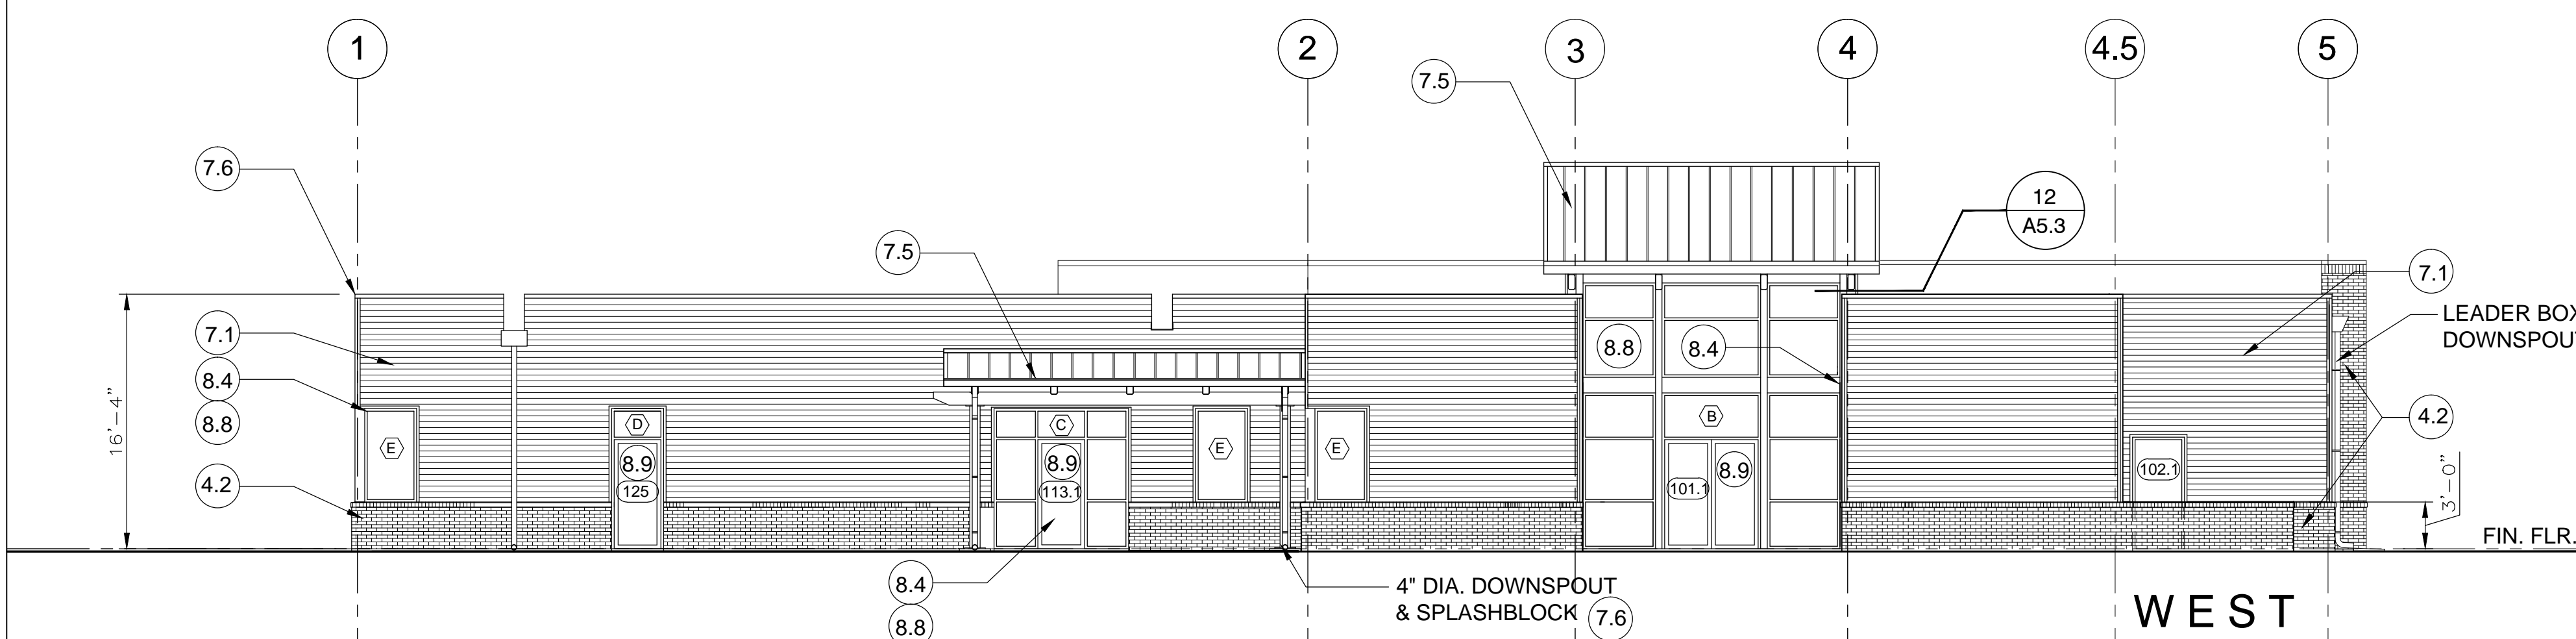 1
2
3
4
4.5
5
7.5
7.6
12
A5.3
7.5
7.1
LEADER BOX
DOWNSPOUT
16'-4"
7.1
8.4
8.8
4.2
E
D
8.9
125
C
8.9
113.1
E
E
8.8
8.4
B
101.1
8.9
102.1
4.2
3'-0"
FIN. FLR.
8.4
8.8
4" DIA. DOWNSPOUT
& SPLASHBLOCK 7.6
WEST